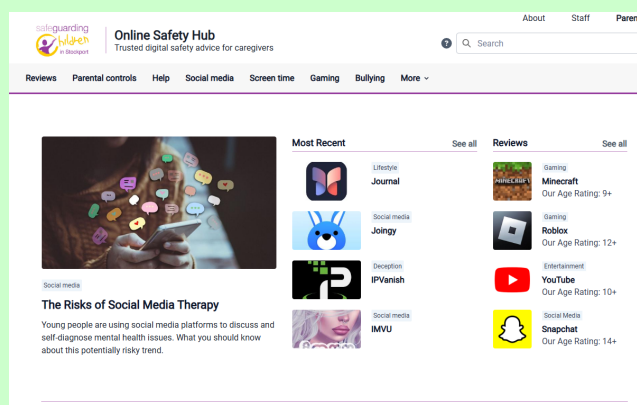 About Staff Paren
safeguarding
children
in Stockport
Online Safety Hub
Trusted digital safety advice for caregivers
?
Search
Reviews Parental controls Help Social media Screen time Gaming Bullying More
Most Recent See all
Lifestyle
Journal
Social media
Joingy
Deception
IPVanish
Social media
IMVU
Reviews See all
MINECRAFT
Gaming
Minecraft
Our Age Rating: 9+
Gaming
Roblox
Our Age Rating: 12+
Entertainment
YouTube
Our Age Rating: 10+
Social Media
Snapchat
Our Age Rating: 14+
Social media
The Risks of Social Media Therapy
Young people are using social media platforms to discuss and
self-diagnose mental health issues. What you should know
about this potentially risky trend.